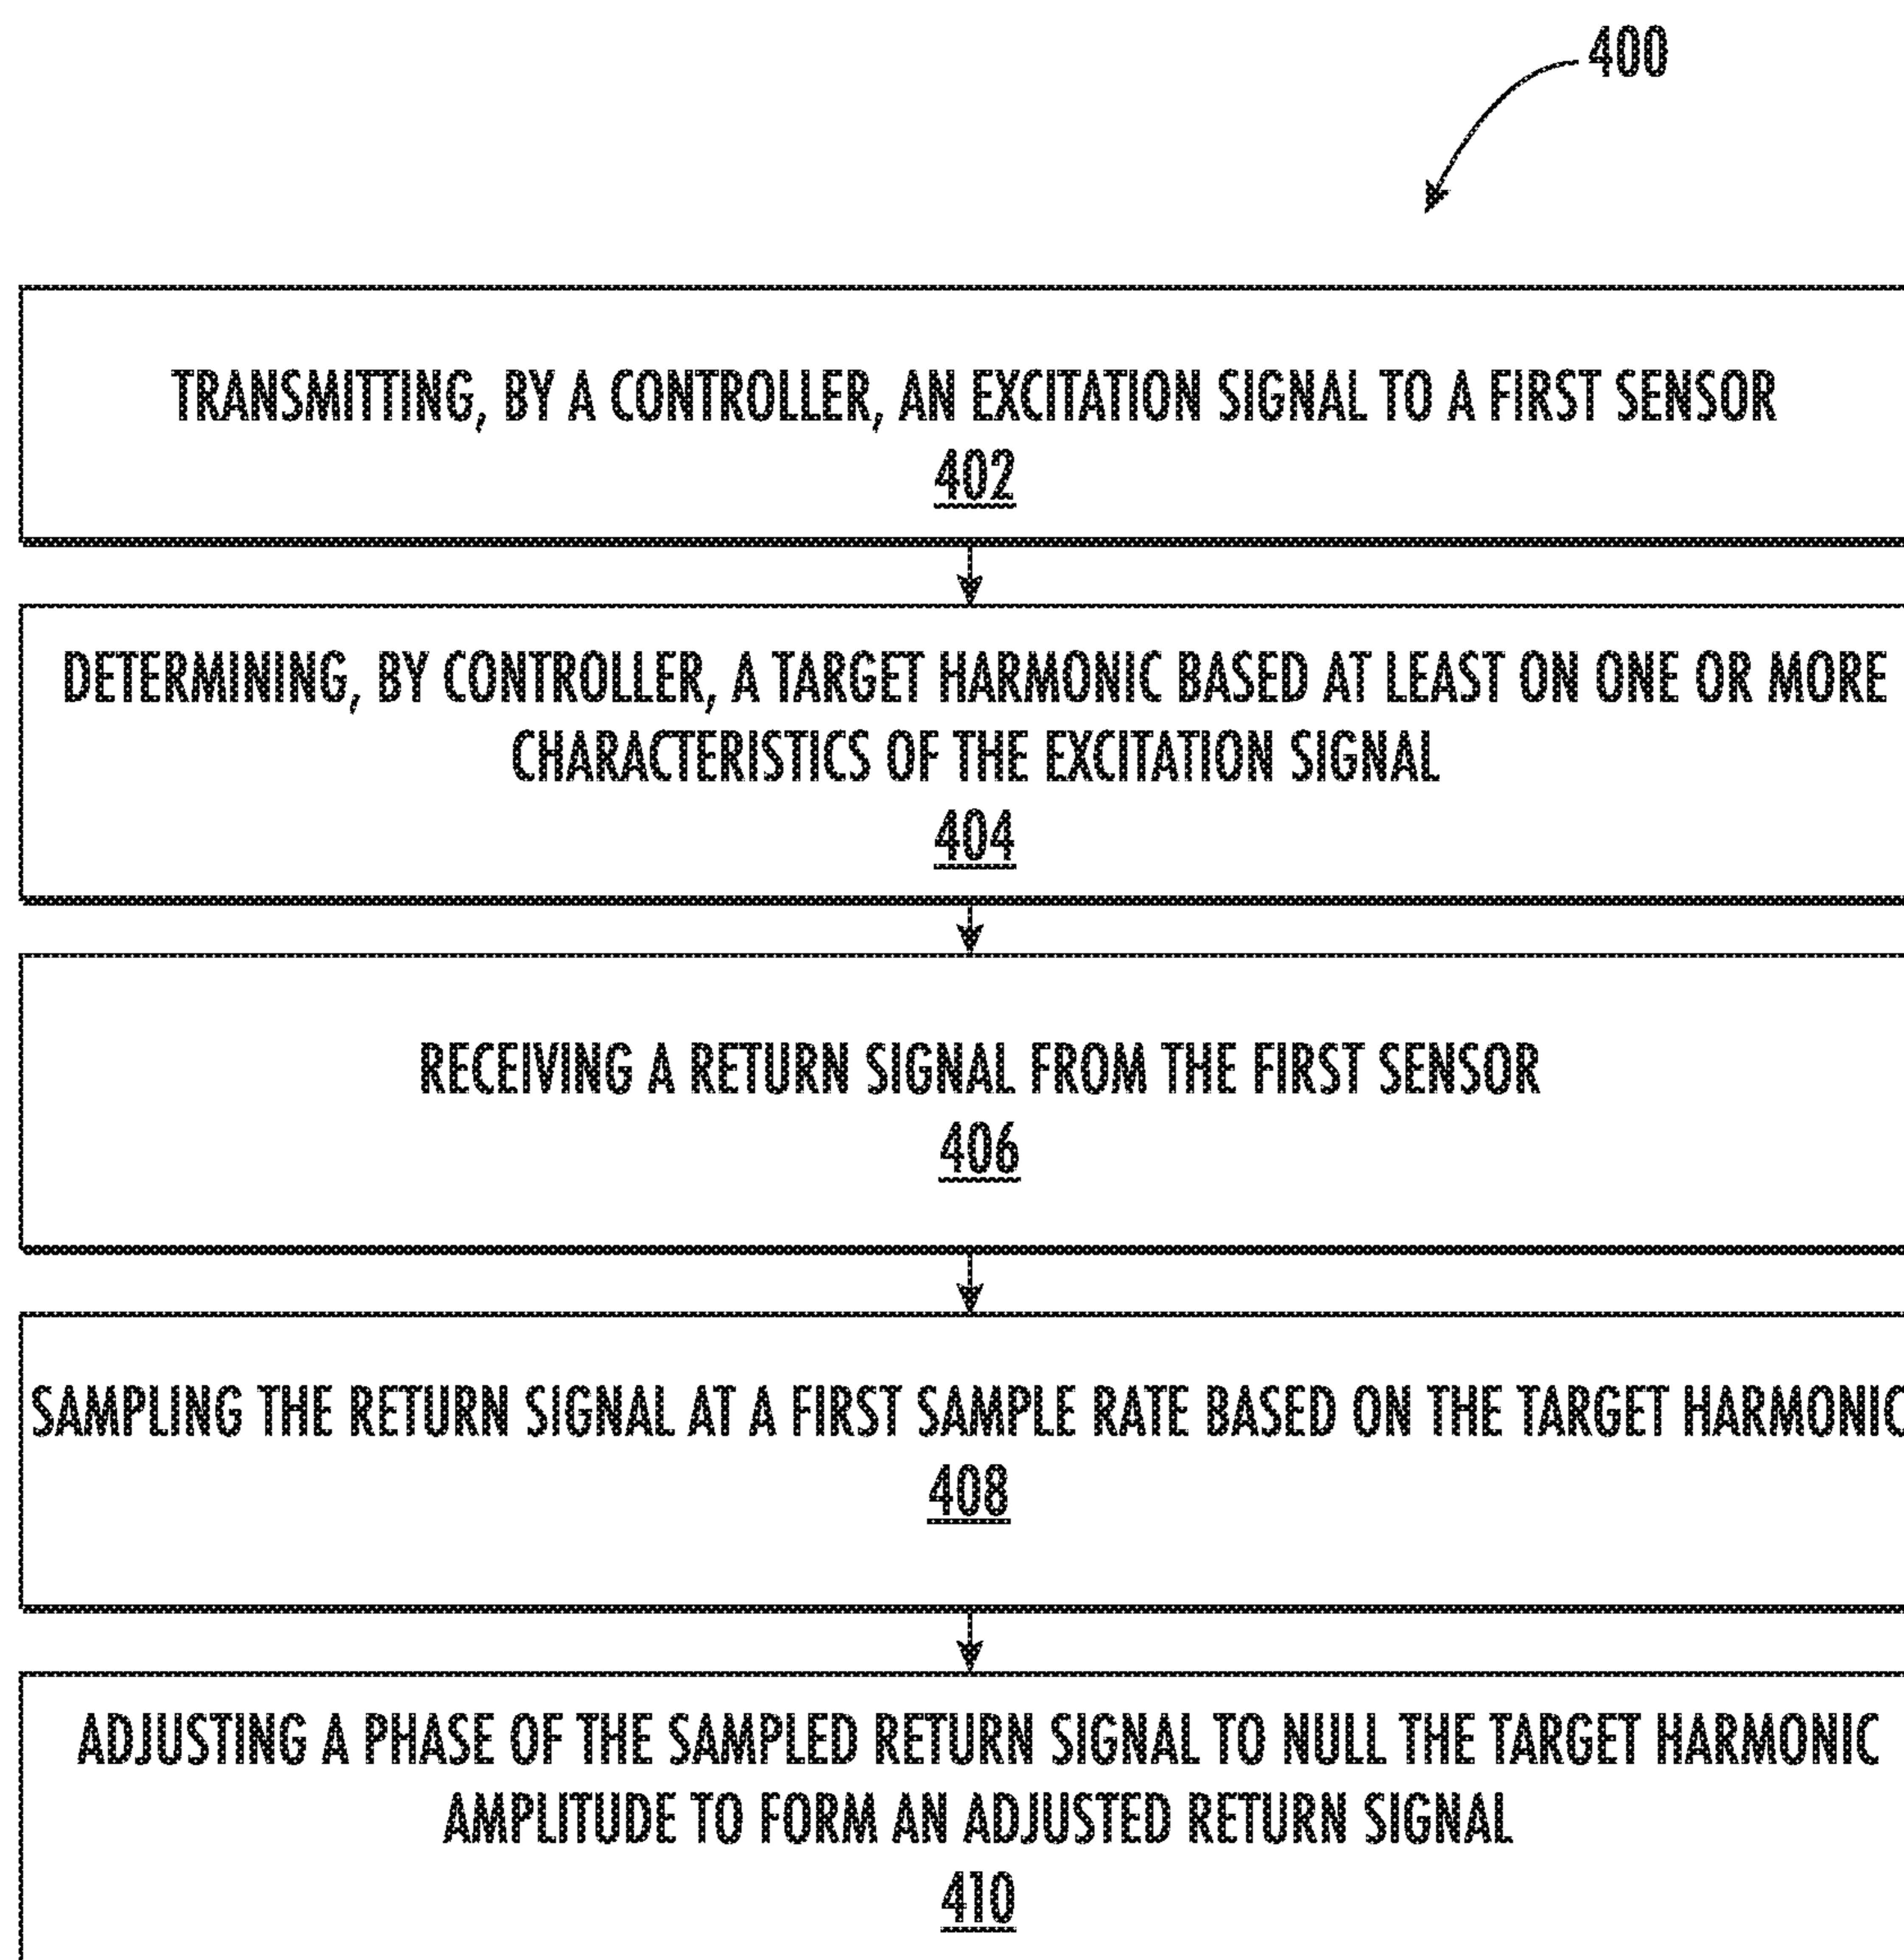 400
TRANSMITTING, BY A CONTROLLER, AN EXCITATION SIGNAL TO A FIRST SENSOR
402
DETERMINING, BY CONTROLLER, A TARGET HARMONIC BASED AT LEAST ON ONE OR MORE
CHARACTERISTICS OF THE EXCITATION SIGNAL
404
RECEIVING A RETURN SIGNAL FROM THE FIRST SENSOR
406
SAMPLING THE RETURN SIGNAL AT A FIRST SAMPLE RATE BASED ON THE TARGET HARMONIC
408
ADJUSTING A PHASE OF THE SAMPLED RETURN SIGNAL TO NULL THE TARGET HARMONIC
AMPLITUDE TO FORM AN ADJUSTED RETURN SIGNAL
410